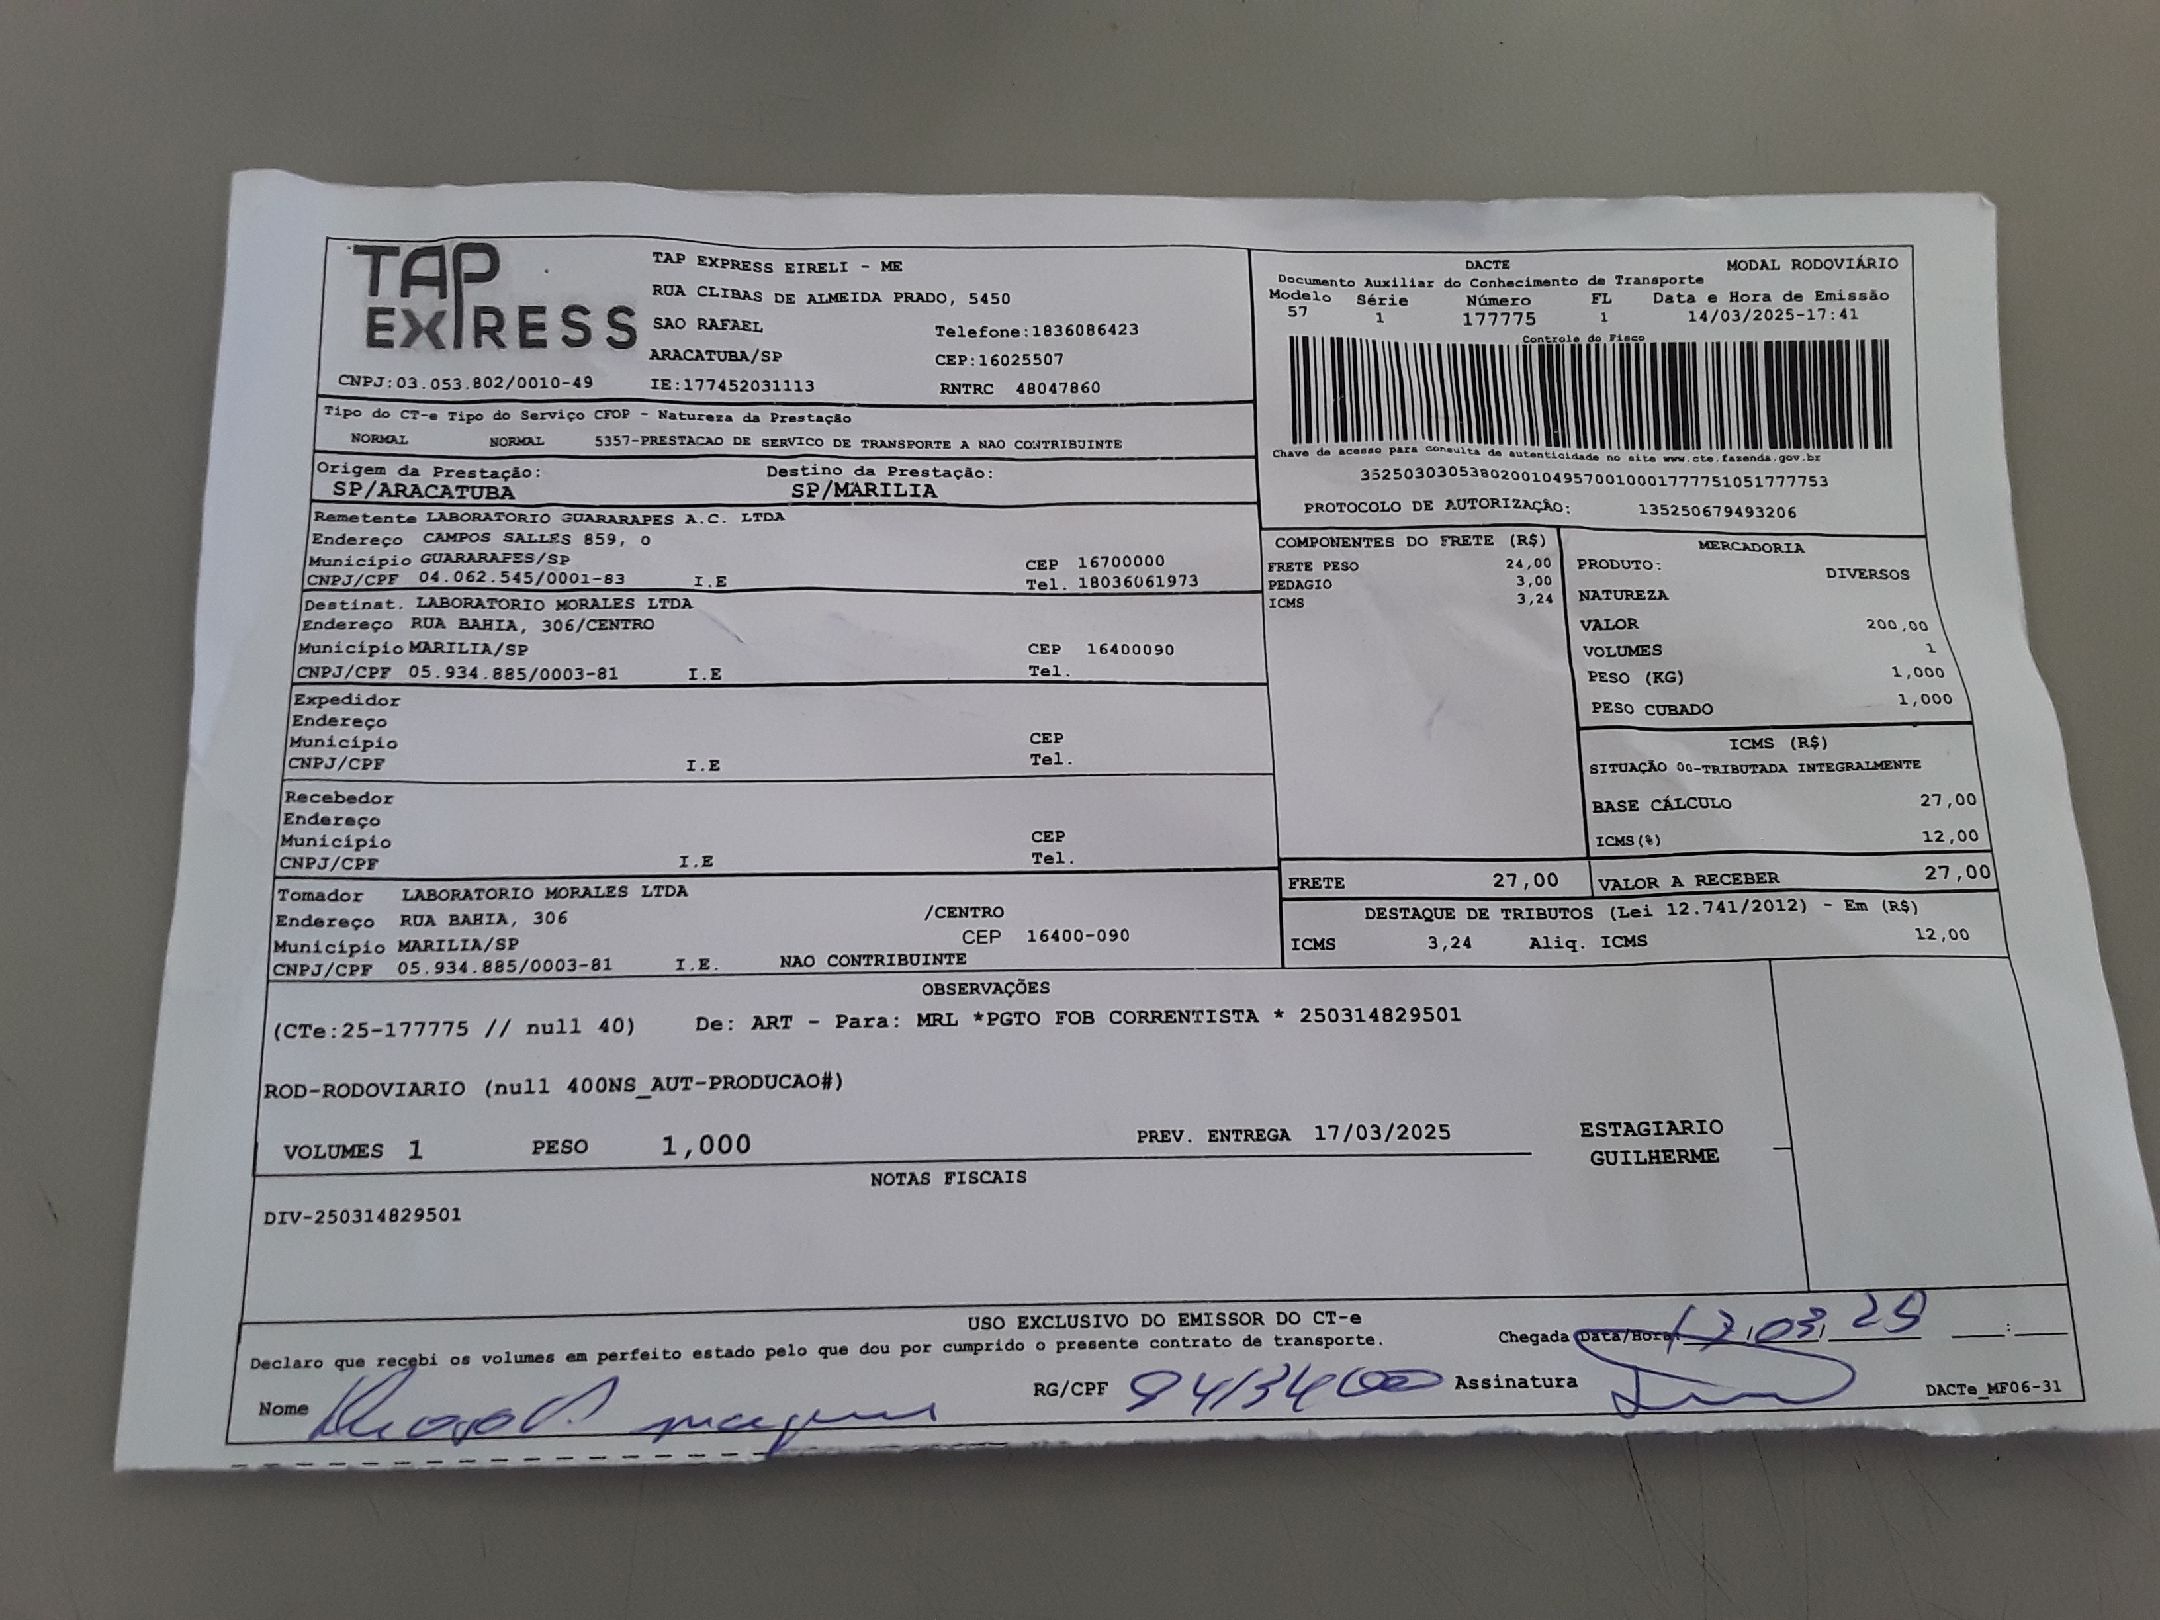 TAP
EXPRESS
TAP EXPRESS EIRELI - ME
RUA CLIBAS DE ALMEIDA PRADO, 5450
SAO RAFAEL Telefone:1836086423
ARACATUBA/SP CEP:16025507
CNPJ:03.053.802/0010-49 IE:177452031113 RNTRC 48047860
DACTE MODAL RODOVIÁRIO
Documento Auxiliar do Conhecimento de Transporte
Modelo Série Número FL Data e Hora de Emissão
57 1 177775 1 14/03/2025-17:41
Controle do Fisco
Chave de acesso para consulta de autenticidade no site www.cte.fazenda.gov.br
35250303053802001049570010001777751051777753
PROTOCOLO DE AUTORIZAÇÃO: 135250679493206
Tipo do CT-e Tipo do Serviço CFOP - Natureza da Prestação
NORMAL NORMAL 5357-PRESTACAO DE SERVICO DE TRANSPORTE A NAO CONTRIBUINTE
Origem da Prestação: Destino da Prestação:
SP/ARACATUBA SP/MARILIA
Remetente LABORATORIO GUARARAPES A.C. LTDA
Endereço CAMPOS SALLES 859, 0
Município GUARARAPES/SP CEP 16700000
CNPJ/CPF 04.062.545/0001-83 I.E Tel. 18036061973
Destinat. LABORATORIO MORALES LTDA
Endereço RUA BAHIA, 306/CENTRO
Município MARILIA/SP CEP 16400090
CNPJ/CPF 05.934.885/0003-81 I.E Tel.
Expedidor
Endereço
Município CEP
CNPJ/CPF I.E Tel.
Recebedor
Endereço
Município CEP
CNPJ/CPF I.E Tel.
Tomador LABORATORIO MORALES LTDA
Endereço RUA BAHIA, 306 /CENTRO
Município MARILIA/SP CEP 16400-090
CNPJ/CPF 05.934.885/0003-81 I.E. NAO CONTRIBUINTE
COMPONENTES DO FRETE (R$)
FRETE PESO 24,00
PEDAGIO 3,00
ICMS 3,24
MERCADORIA
PRODUTO: DIVERSOS
NATUREZA
VALOR 200,00
VOLUMES 1
PESO (KG) 1,000
PESO CUBADO 1,000
ICMS (R$)
SITUAÇÃO 00-TRIBUTADA INTEGRALMENTE
BASE CÁLCULO 27,00
ICMS(%) 12,00
FRETE 27,00 VALOR A RECEBER 27,00
DESTAQUE DE TRIBUTOS (Lei 12.741/2012) - Em (R$)
ICMS 3,24 Aliq. ICMS 12,00
OBSERVAÇÕES
(CTe:25-177775 // null 40) De: ART - Para: MRL *PGTO FOB CORRENTISTA * 250314829501
ROD-RODOVIARIO (null 400NS_AUT-PRODUCAO#)
VOLUMES 1 PESO 1,000 PREV. ENTREGA 17/03/2025 ESTAGIARIO
GUILHERME
NOTAS FISCAIS
DIV-250314829501
USO EXCLUSIVO DO EMISSOR DO CT-e
Declaro que recebi os volumes em perfeito estado pelo que dou por cumprido o presente contrato de transporte. Chegada Data/Hora: 17/03/25 :
Nome RG/CPF Assinatura DACTe_MF06-31